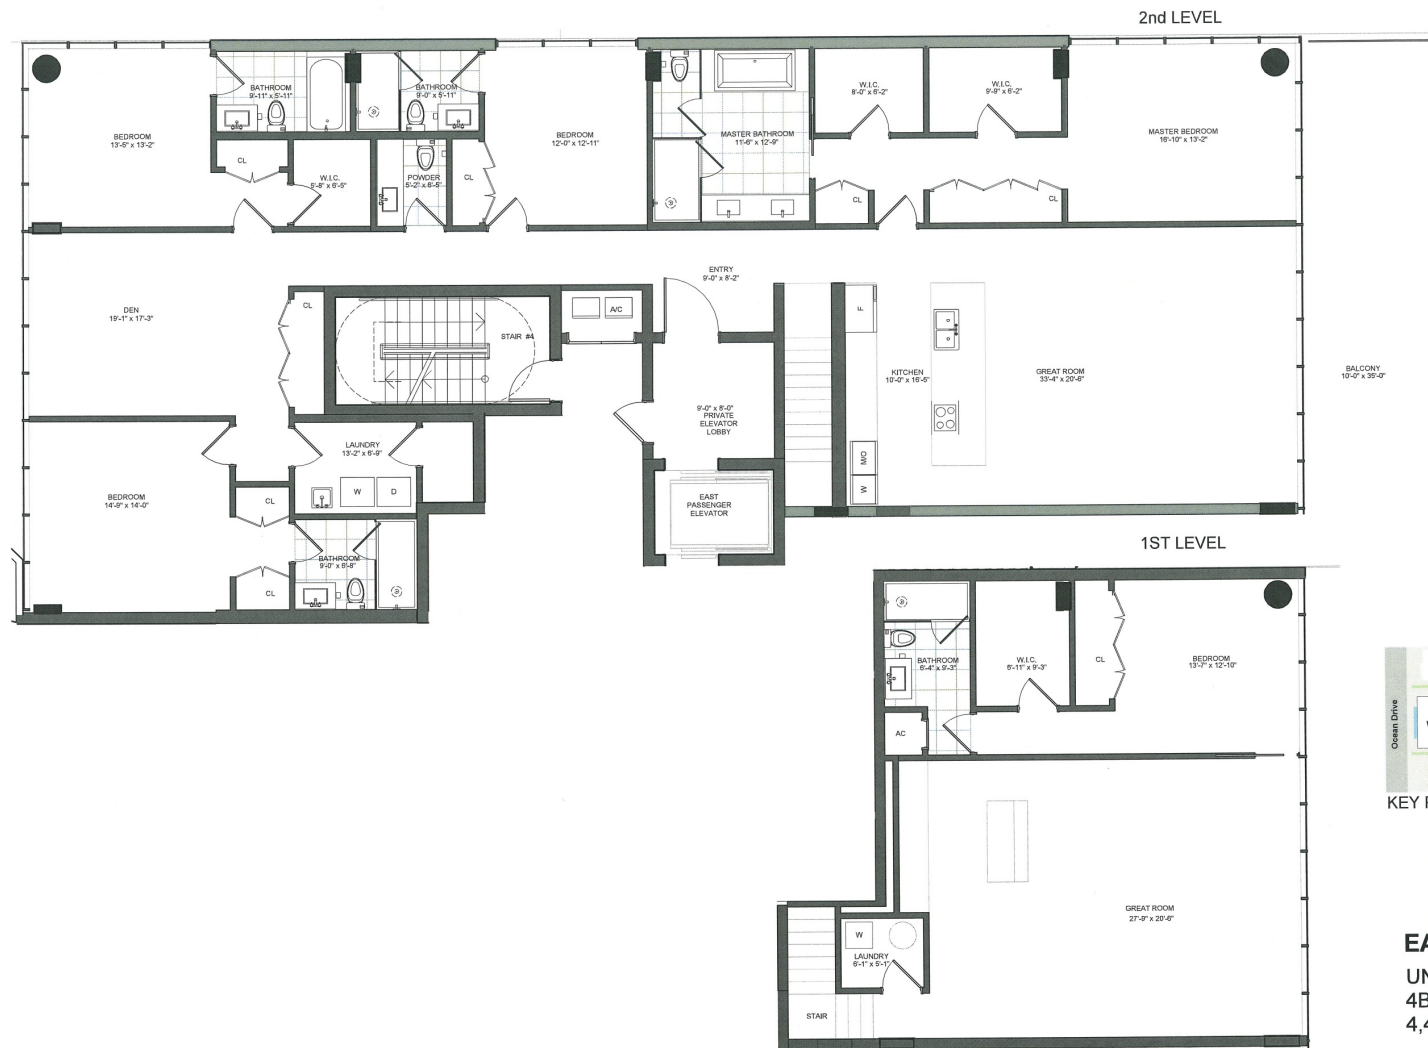 2nd LEVEL
BATHROOM
9'-11" x 5'-11"
BATHROOM
9'-0" x 5'-11"
BEDROOM
13'-5" x 13'-2"
BEDROOM
12'-0" x 12'-11"
MASTER BATHROOM
11'-6" x 12'-9"
W.I.C.
8'-0" x 6'-2"
W.I.C.
9'-9" x 6'-2"
MASTER BEDROOM
16'-10" x 13'-2"
CL
W.I.C.
5'-8" x 6'-5"
POWDER
5'-2" x 6'-5"
CL
CL
CL
ENTRY
9'-0" x 8'-2"
DEN
19'-1" x 17'-3"
CL
STAIR #4
A/C
F
KITCHEN
10'-0" x 16'-5"
GREAT ROOM
33'-4" x 20'-6"
BALCONY
10'-0" x 35'-0"
9'-0" x 8'-0"
PRIVATE
ELEVATOR
LOBBY
LAUNDRY
13'-2" x 6'-9"
W
D
M/O
W
BEDROOM
14'-9" x 14'-0"
CL
EAST
PASSENGER
ELEVATOR
BATHROOM
9'-0" x 6'-8"
CL
1ST LEVEL
BATHROOM
6'-4" x 9'-3"
W.I.C.
6'-11" x 9'-3"
CL
BEDROOM
13'-7" x 12'-10"
AC
Ocean Drive
KEY
GREAT ROOM
27'-9" x 20'-6"
W
LAUNDRY
6'-1" x 5'-1"
STAIR
EA
UN
4B
4,4